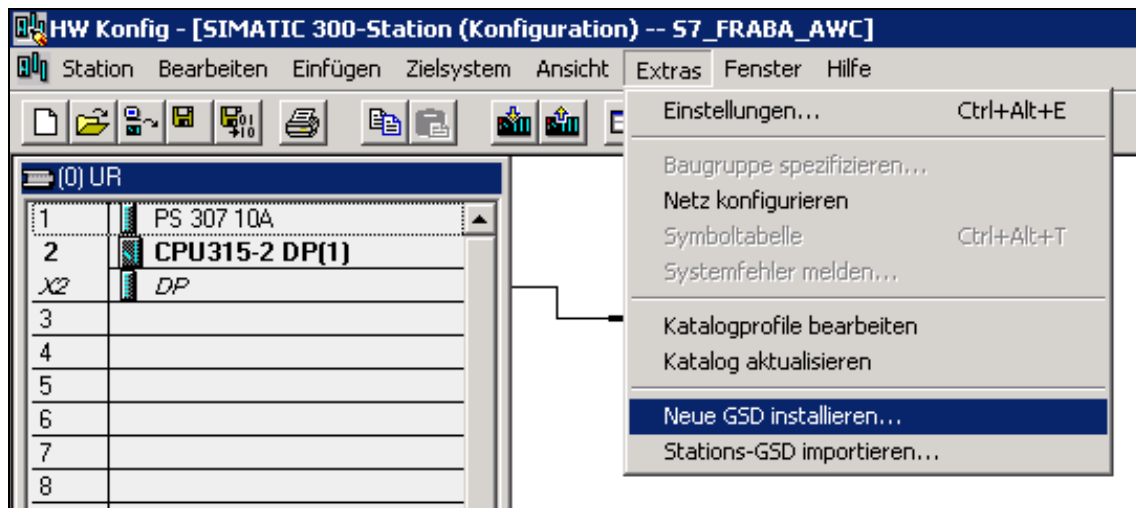 HW Konfig - [SIMATIC 300-Station (Konfiguration) -- S7_FRABA_AWC]
Station Bearbeiten Einfügen Zielsystem Ansicht Extras Fenster Hilfe
Einstellungen... Ctrl+Alt+E
Baugruppe spezifizieren...
Netz konfigurieren
Symboltabelle Ctrl+Alt+T
Systemfehler melden...
Katalogprofile bearbeiten
Katalog aktualisieren
Neue GSD installieren...
Stations-GSD importieren...
(0) UR
1 PS 307 10A
2 CPU315-2 DP(1)
X2 DP
3
4
5
6
7
8